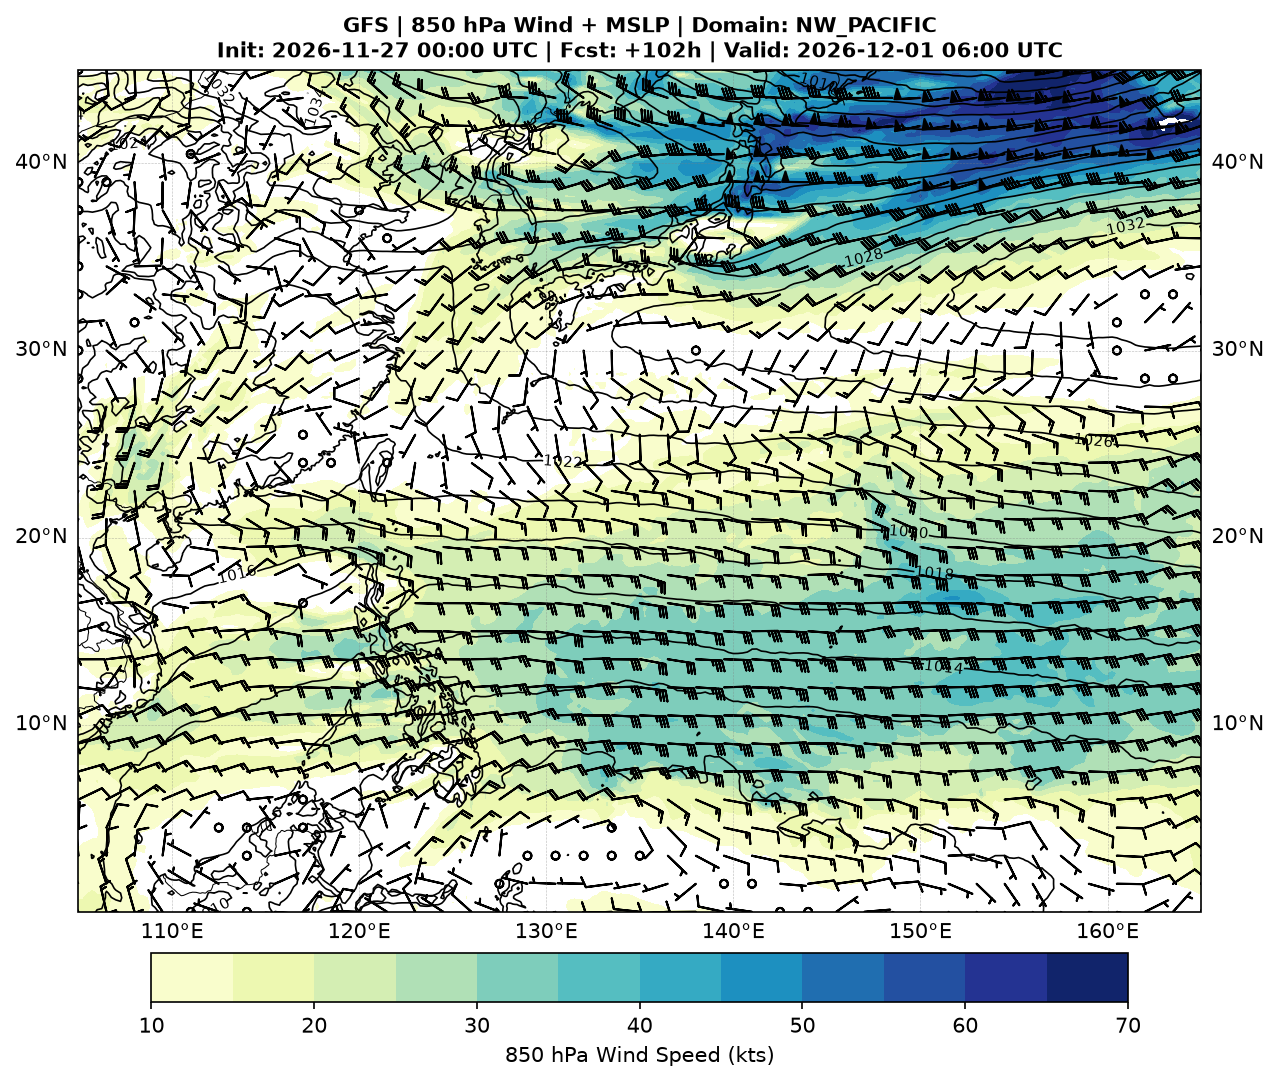 GFS | 850 hPa Wind + MSLP | Domain: NW_PACIFIC
Init: 2026-11-27 00:00 UTC | Fcst: +102h | Valid: 2026-12-01 06:00 UTC
1032
1024
1032
1028
1026
1022
1018
1016
1014
40°N
40°N
30°N
30°N
20°N
20°N
10°N
10°N
110°E 120°E 130°E 140°E 150°E 160°E
10 20 30 40 50 60 70
850 hPa Wind Speed (kts)